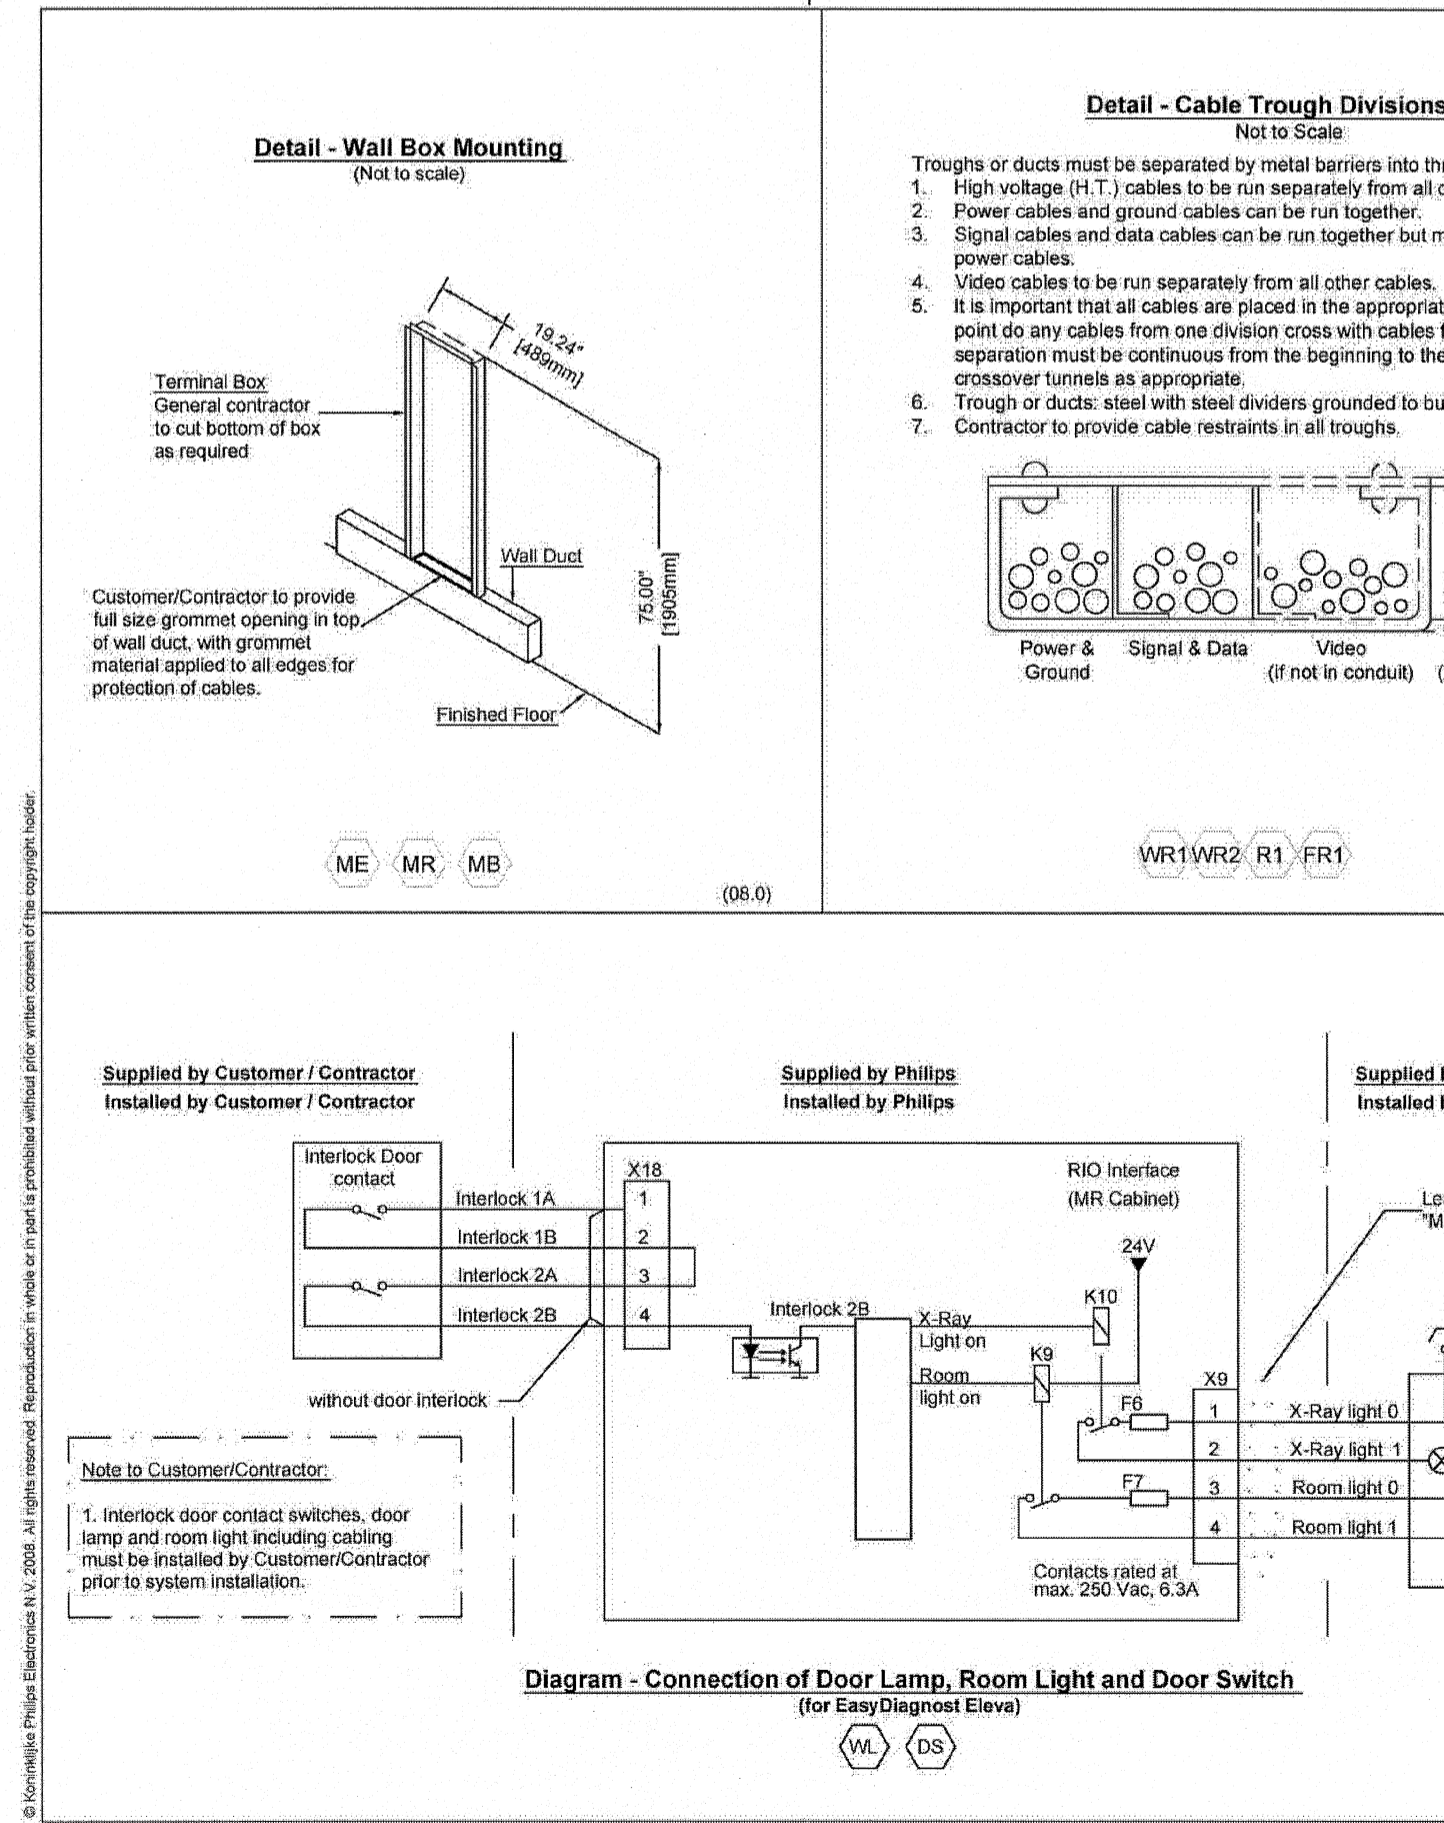 Detail - Wall Box Mounting
(Not to scale)
19.24"
[489mm]
Terminal Box
General contractor
to cut bottom of box
as required
Wall Duct
75.00"
[1905mm]
Customer/Contractor to provide
full size grommet opening in top
of wall duct, with grommet
material applied to all edges for
protection of cables.
Finished Floor
ME MR MB
(08.0)
Detail - Cable Trough Divisions
Not to Scale
Troughs or ducts must be separated by metal barriers into
1. High voltage (H.T.) cables to be run separately from all
2. Power cables and ground cables can be run together.
3. Signal cables and data cables can be run together but
power cables.
4. Video cables to be run separately from all other cables.
5. It is important that all cables are placed in the
point do any cables from one division cross with cables
separation must be continuous from the beginning to the
crossover tunnels as appropriate.
6. Trough or ducts: steel with steel dividers grounded to
7. Contractor to provide cable restraints in all troughs.
Power &
Ground
Signal & Data
Video
(if not in conduit) (
WR1 WR2 R1 FR1
Supplied by Customer / Contractor
Installed by Customer / Contractor
Supplied by Philips
Installed by Philips
Supplied
Installed
Interlock Door
contact
Interlock 1A
Interlock 1B
Interlock 2A
Interlock 2B
X18
1
2
3
4
without door interlock
Interlock 2B
RIO Interface
(MR Cabinet)
24V
K10
X-Ray
Light on
K9
Room
light on
F6
F7
X9
1
2
3
4
X-Ray light 0
X-Ray light 1
Room light 0
Room light 1
Contacts rated at
max. 250 Vac, 6.3A
Note to Customer/Contractor:
1. Interlock door contact switches, door
lamp and room light including cabling
must be installed by Customer/Contractor
prior to system installation.
Diagram - Connection of Door Lamp, Room Light and Door Switch
(for EasyDiagnost Eleva)
WL DS
© Koninklijke Philips Electronics N.V. 2008. All rights reserved. Reproduction in whole or in part is prohibited without prior written consent of the copyright holder.